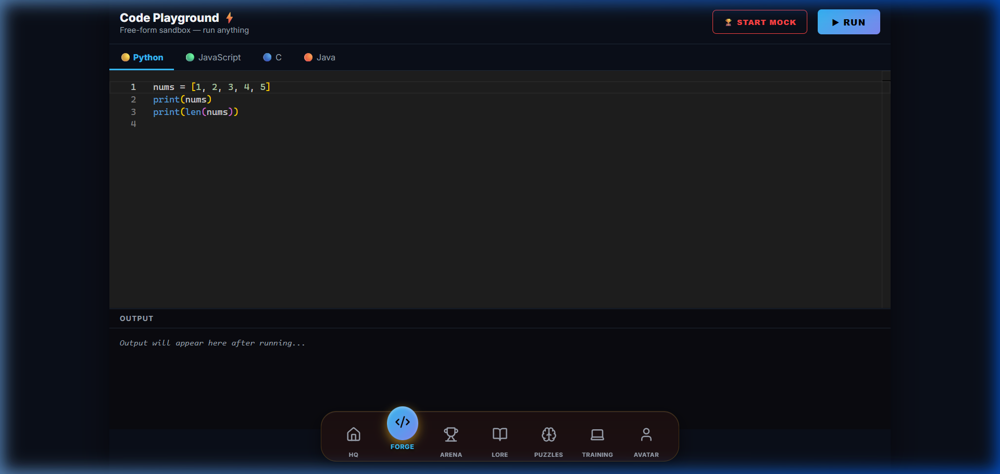 Code Playground
Free-form sandbox — run anything
START MOCK
RUN
Python
JavaScript
C
Java
1 nums = [1, 2, 3, 4, 5]
2 print(nums)
3 print(len(nums))
4
OUTPUT
Output will appear here after running...
HQ
FORGE
ARENA
LORE
PUZZLES
TRAINING
AVATAR